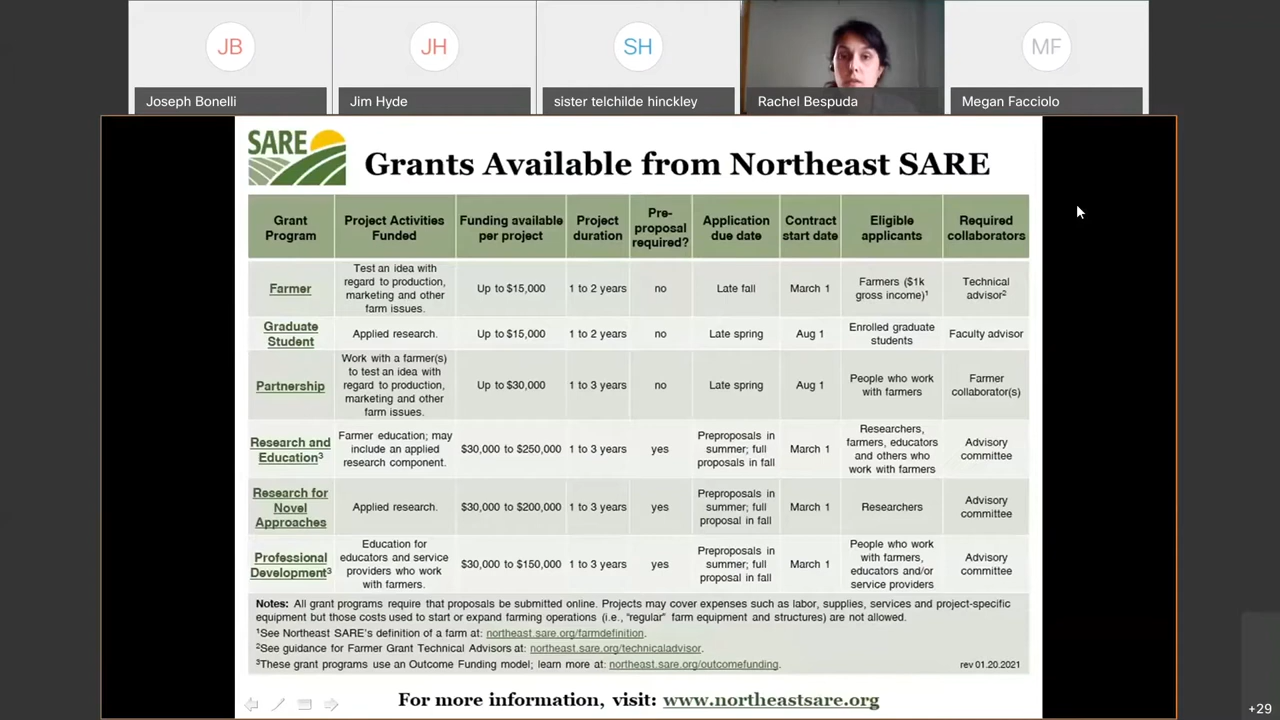 JB
JH
SH
MF
Joseph Bonelli
Jim Hyde
sister telchilde hinckley
Rachel Bespuda
Megan Facciolo
SARE
Grants Available from Northeast SARE
Grant
Program
Project Activities
Funded
Funding available
per project
Project
duration
Pre-
proposal
required?
Application
due date
Contract
start date
Eligible
applicants
Required
collaborators
Farmer
Test an idea with
regard to production,
marketing and other
farm issues.
Up to $15,000
1 to 2 years
no
Late fall
March 1
Farmers ($1k
gross income)¹
Technical
advisor²
Graduate
Student
Applied research.
Up to $15,000
1 to 2 years
no
Late spring
Aug 1
Enrolled graduate
students
Faculty advisor
Partnership
Work with a farmer(s)
to test an idea with
regard to production,
marketing and other
farm issues.
Up to $30,000
1 to 3 years
no
Late spring
Aug 1
People who work
with farmers
Farmer
collaborator(s)
Research and
Education³
Farmer education; may
include an applied
research component.
$30,000 to $250,000
1 to 3 years
yes
Preproposals in
summer; full
proposals in fall
March 1
Researchers,
farmers, educators
and others who
work with farmers
Advisory
committee
Research for
Novel
Approaches
Applied research.
$30,000 to $200,000
1 to 3 years
yes
Preproposals in
summer; full
proposal in fall
March 1
Researchers
Advisory
committee
Professional
Development³
Education for
educators and service
providers who work
with farmers.
$30,000 to $150,000
1 to 3 years
yes
Preproposals in
summer; full
proposal in fall
March 1
People who work
with farmers,
educators and/or
service providers
Advisory
committee
Notes: All grant programs require that proposals be submitted online. Projects may cover expenses such as labor, supplies, services and project-specific
equipment but those costs used to start or expand farming operations (i.e., "regular" farm equipment and structures) are not allowed.
¹See Northeast SARE's definition of a farm at: northeast.sare.org/farmdefinition.
²See guidance for Farmer Grant Technical Advisors at: northeast.sare.org/technicaladvisor.
³These grant programs use an Outcome Funding model; learn more at: northeast.sare.org/outcomefunding.
rev 01.20.2021
For more information, visit: www.northeastsare.org
+29